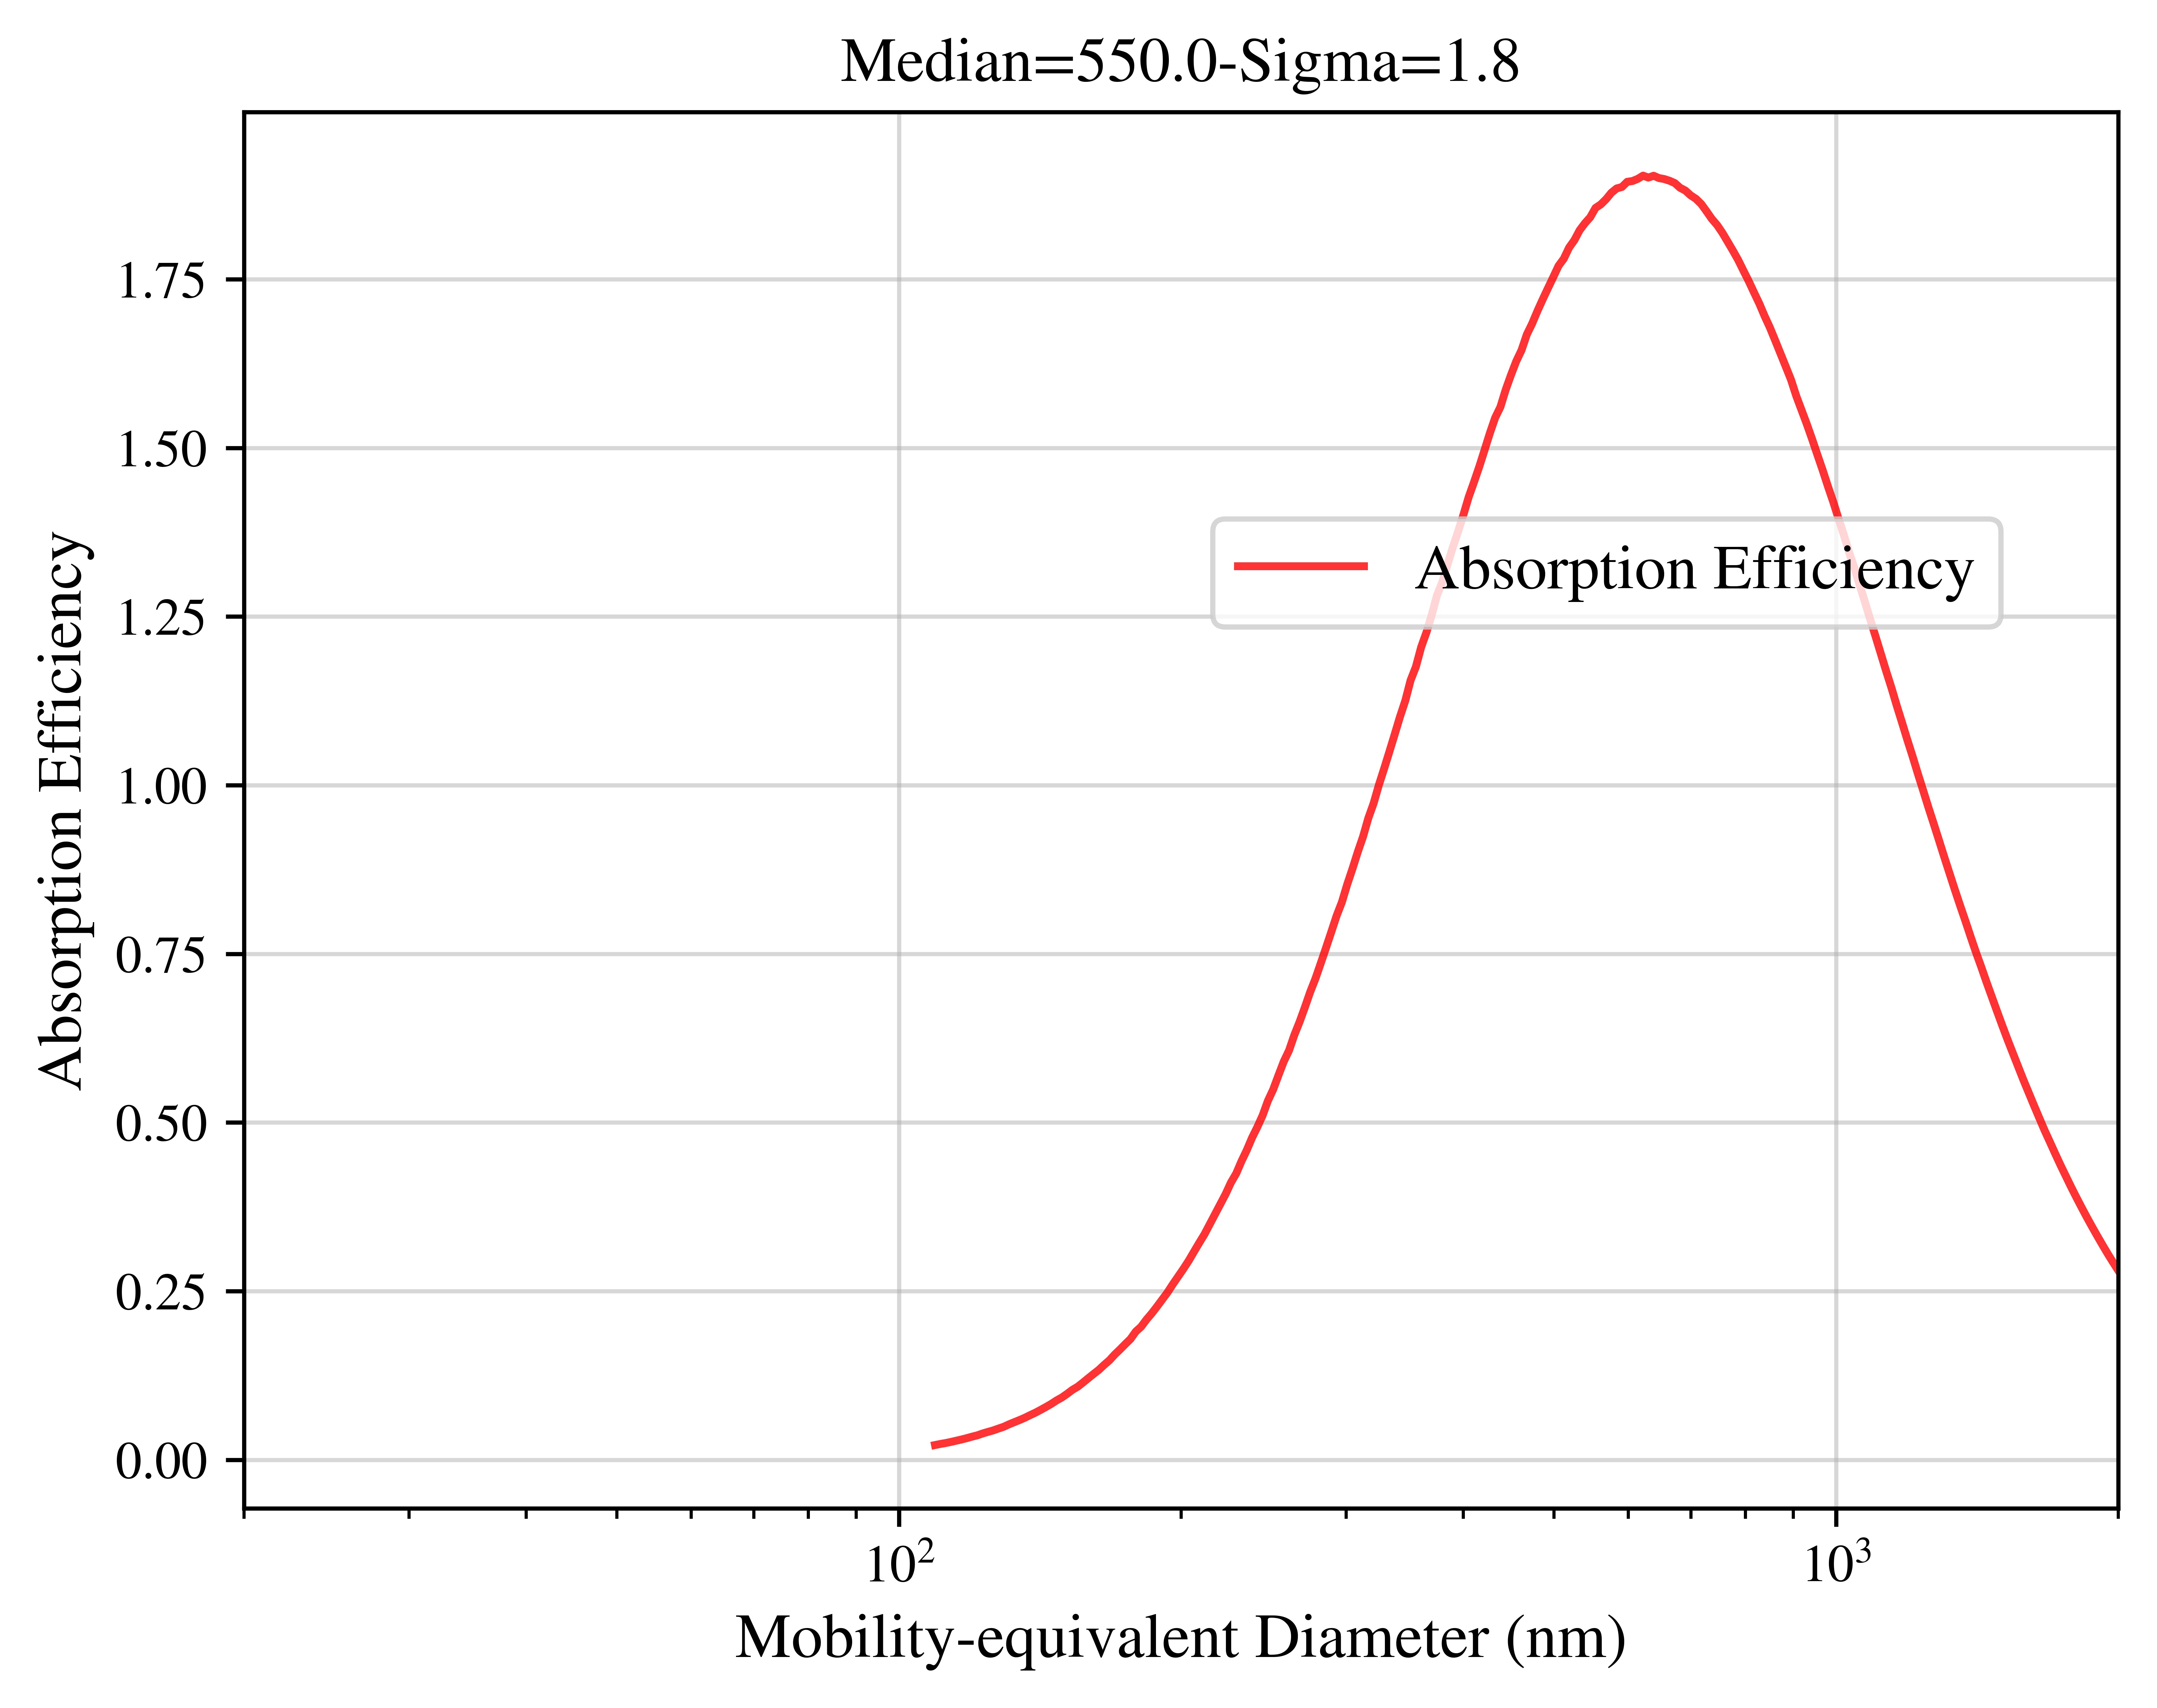 Median=550.0-Sigma=1.8
Absorption Efficiency
1.75
1.50
1.25
1.00
0.75
0.50
0.25
0.00
Absorption Efficiency
10²
10³
Mobility-equivalent Diameter (nm)